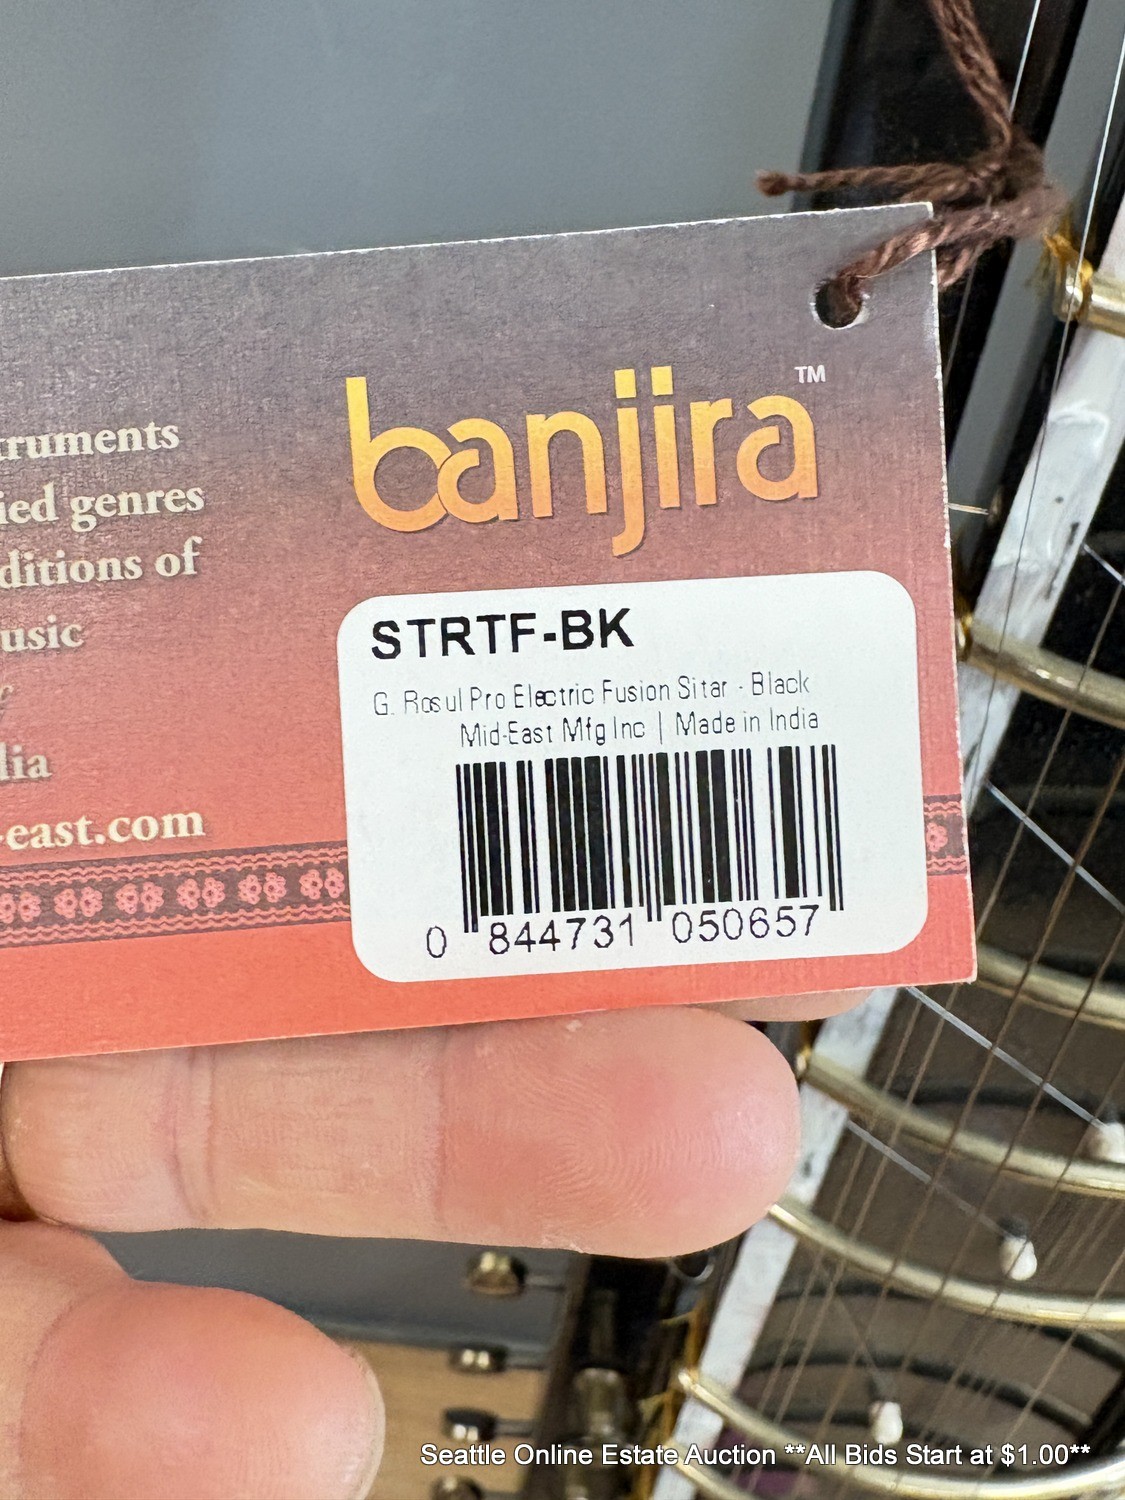 banjira™
truments
ied genres
ditions of
usic
lia
-east.com
STRTF-BK
G. Rosul Pro Electric Fusion Sitar - Black
Mid-East Mfg Inc | Made in India
0 844731 050657
Seattle Online Estate Auction **All Bids Start at $1.00**